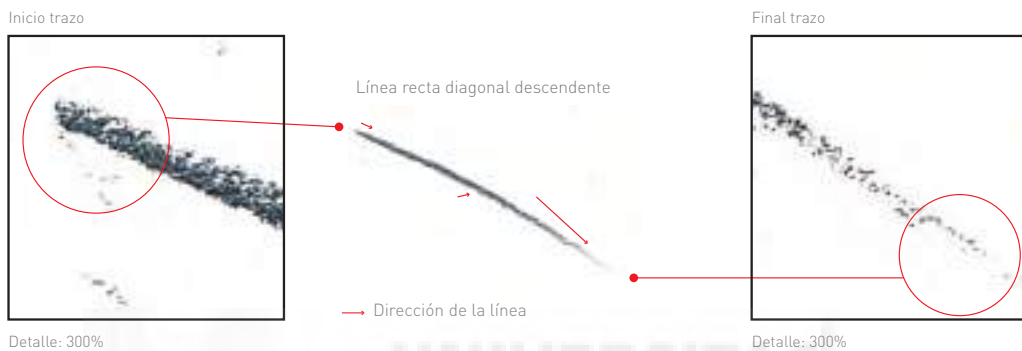 Inicio trazo
Final trazo
Línea recta diagonal descendente
Dirección de la línea
Detalle: 300%
Detalle: 300%